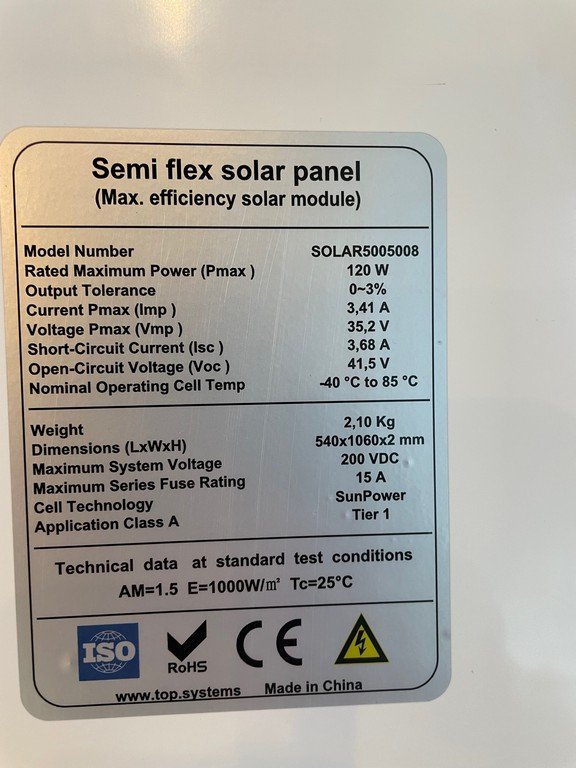 Semi flex solar panel
(Max. efficiency solar module)
Model Number SOLAR5005008
Rated Maximum Power (Pmax ) 120 W
Output Tolerance 0~3%
Current Pmax (Imp ) 3,41 A
Voltage Pmax (Vmp ) 35,2 V
Short-Circuit Current (Isc ) 3,68 A
Open-Circuit Voltage (Voc ) 41,5 V
Nominal Operating Cell Temp -40 °C to 85 °C
Weight 2,10 Kg
Dimensions (LxWxH) 540x1060x2 mm
Maximum System Voltage 200 VDC
Maximum Series Fuse Rating 15 A
Cell Technology SunPower
Application Class A Tier 1
Technical data at standard test conditions
AM=1.5 E=1000W/㎡ Tc=25°C
ISO RoHS CE
www.top.systems Made in China